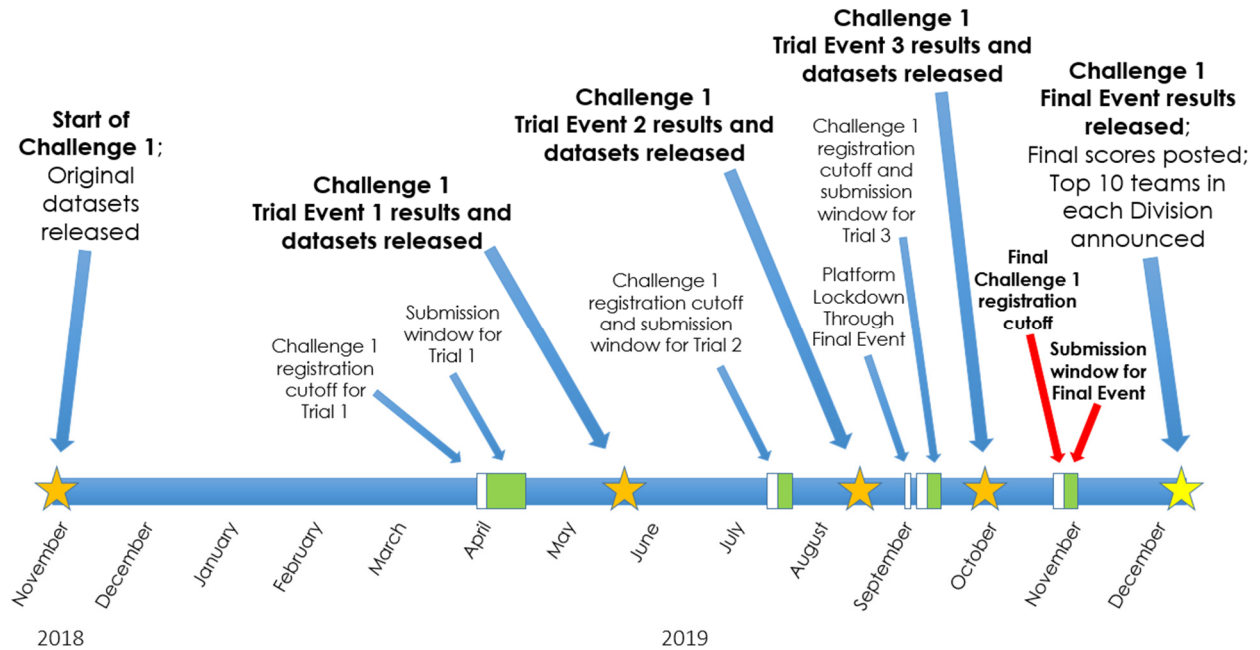 Start of
Challenge 1;
Original
datasets
released
Challenge 1
registration
cutoff for
Trial 1
Submission
window for
Trial 1
Challenge 1
Trial Event 1 results and
datasets released
Challenge 1
registration cutoff
and submission
window for Trial 2
Challenge 1
Trial Event 2 results and
datasets released
Platform
Lockdown
Through
Final Event
Challenge 1
registration
cutoff and
submission
window for
Trial 3
Challenge 1
Trial Event 3 results and
datasets released
Final
Challenge 1
registration
cutoff
Submission
window for
Final Event
Challenge 1
Final Event results
released;
Final scores posted;
Top 10 teams in
each Division
announced
November
December
January
February
March
April
May
June
July
August
September
October
November
December
2018
2019